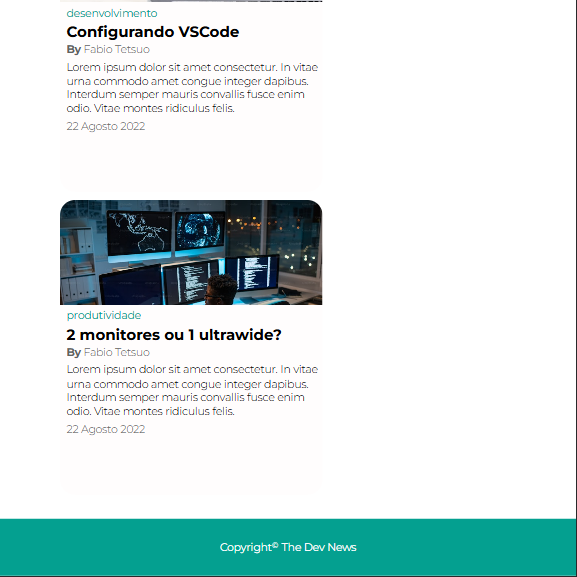 desenvolvimento
Configurando VSCode
By Fabio Tetsuo
Lorem ipsum dolor sit amet consectetur. In vitae
urna commodo amet congue integer dapibus.
Interdum semper mauris convallis fusce enim
odio. Vitae montes ridiculus felis.
22 Agosto 2022
produtividade
2 monitores ou 1 ultrawide?
By Fabio Tetsuo
Lorem ipsum dolor sit amet consectetur. In vitae
urna commodo amet congue integer dapibus.
Interdum semper mauris convallis fusce enim
odio. Vitae montes ridiculus felis.
22 Agosto 2022
Copyright© The Dev News